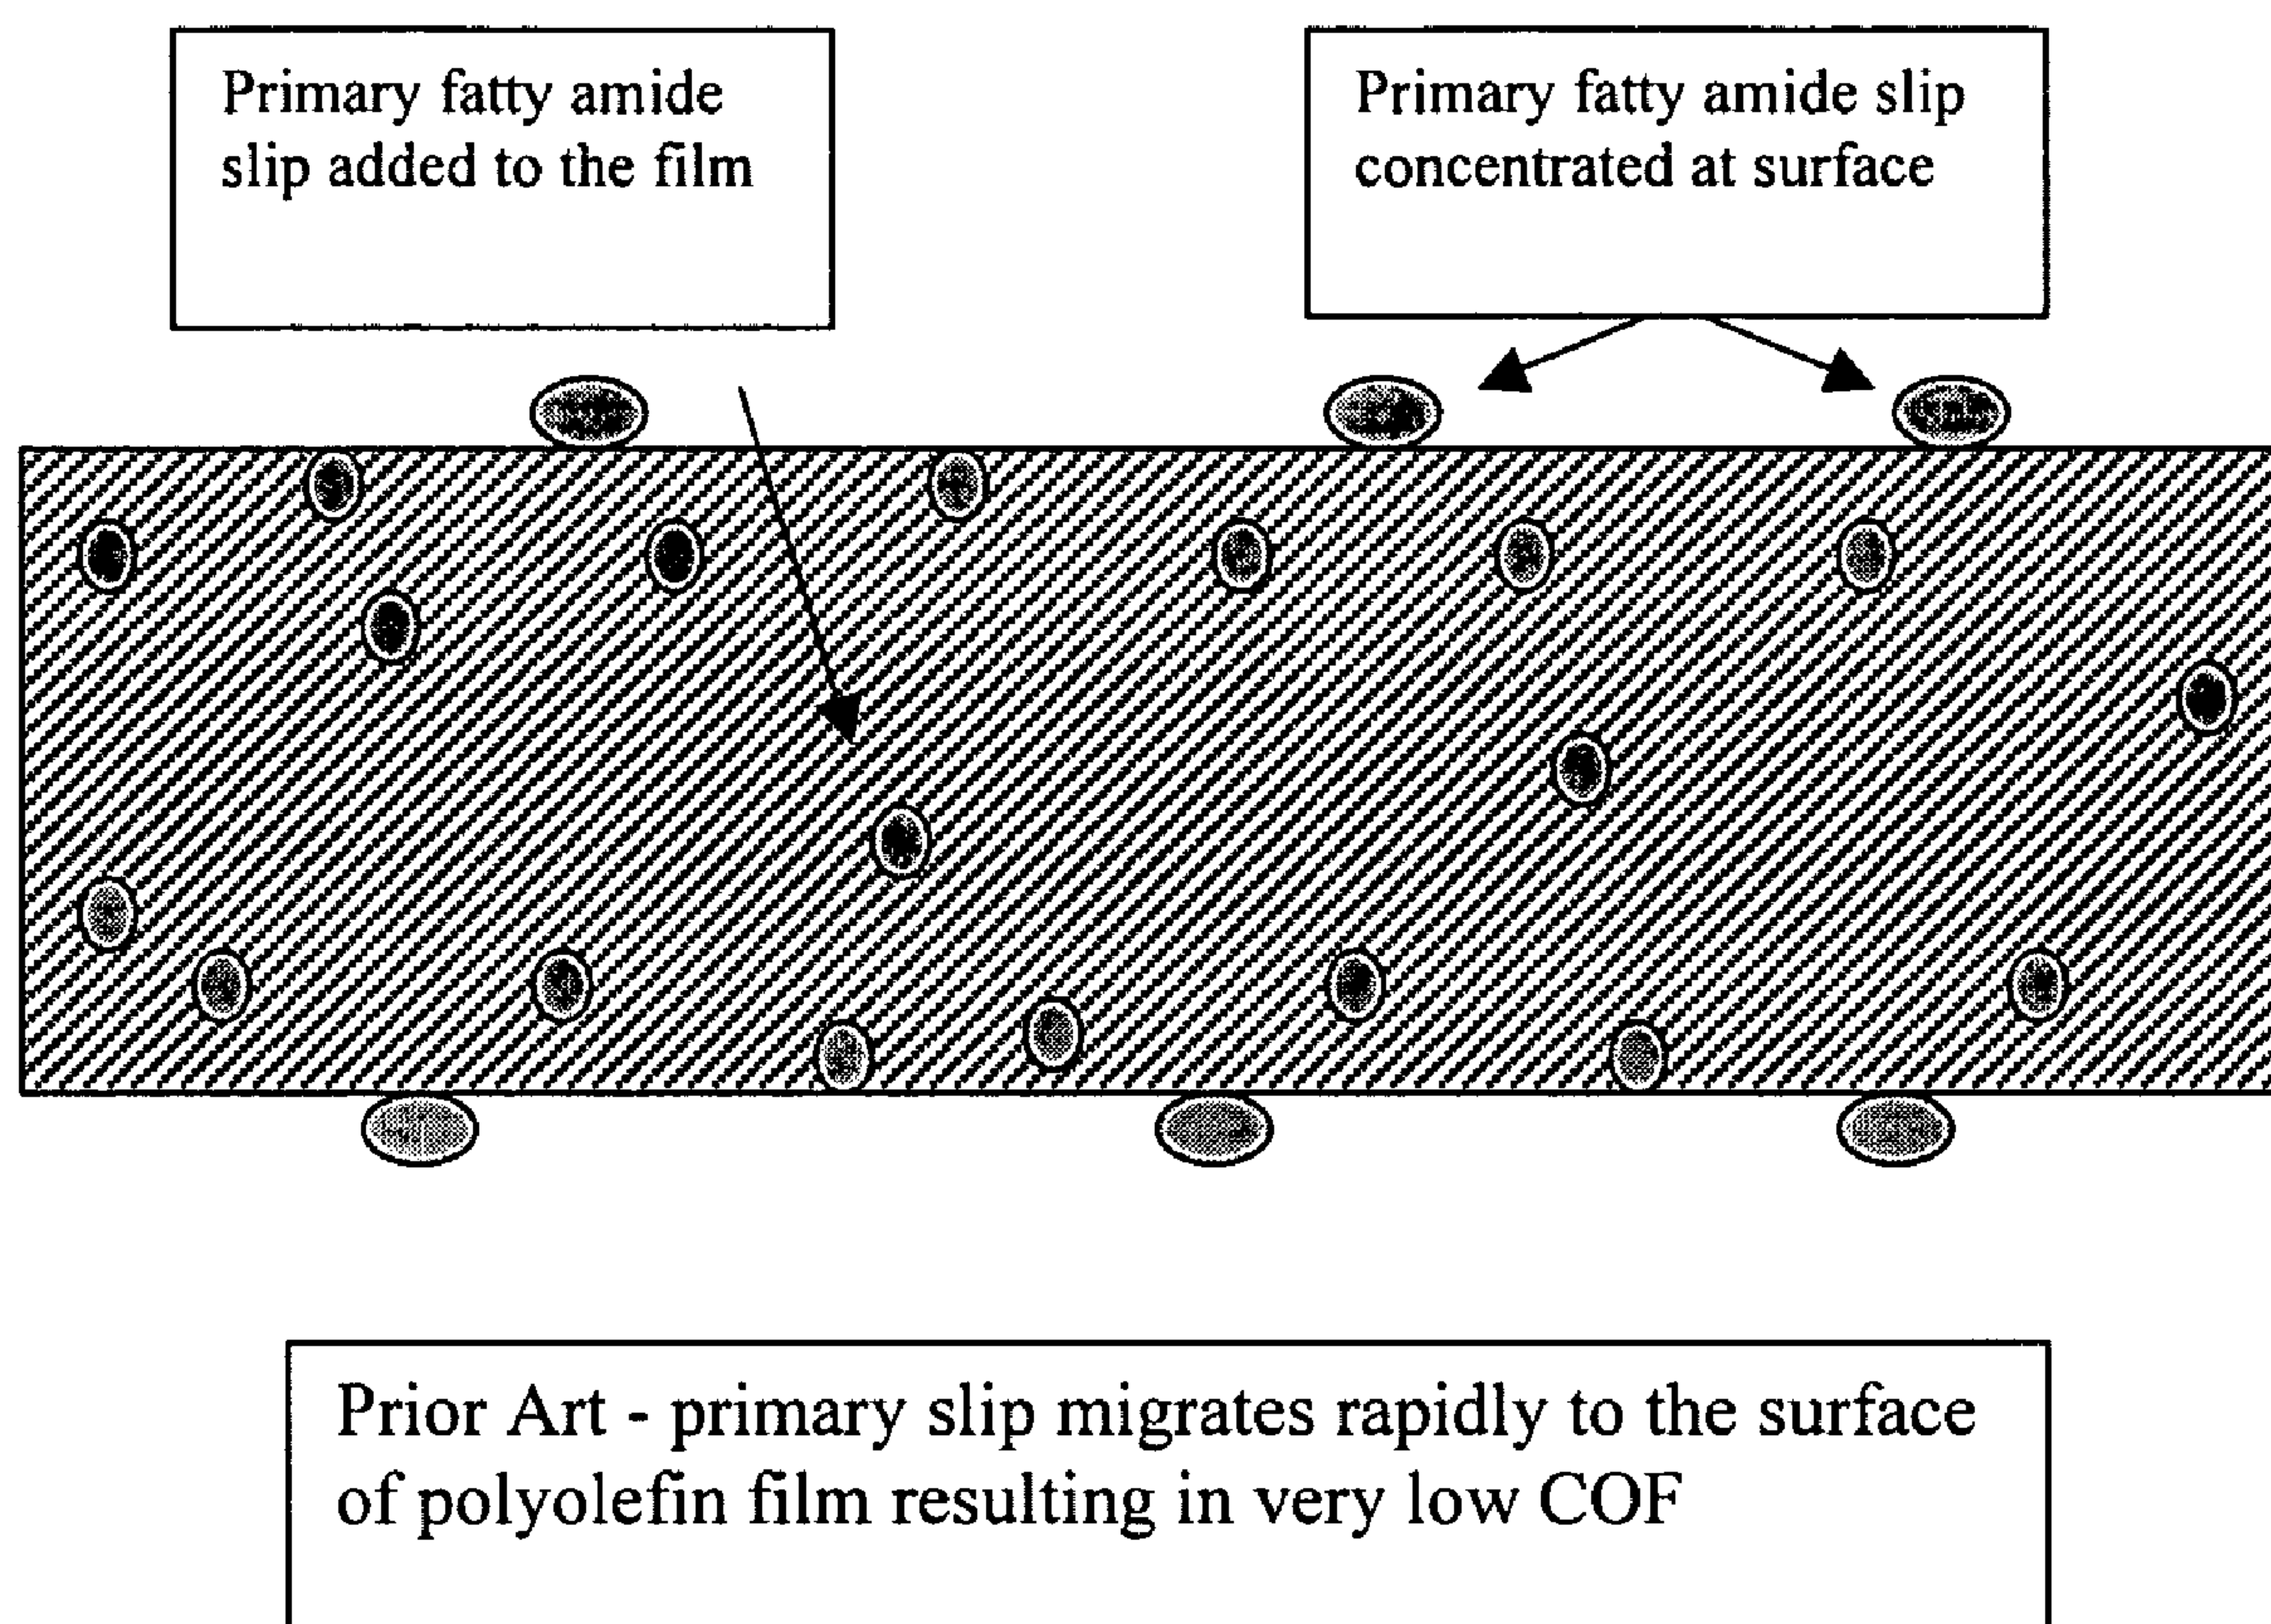 Primary fatty amide
slip added to the film
Primary fatty amide slip
concentrated at surface
Prior Art - primary slip migrates rapidly to the surface
of polyolefin film resulting in very low COF